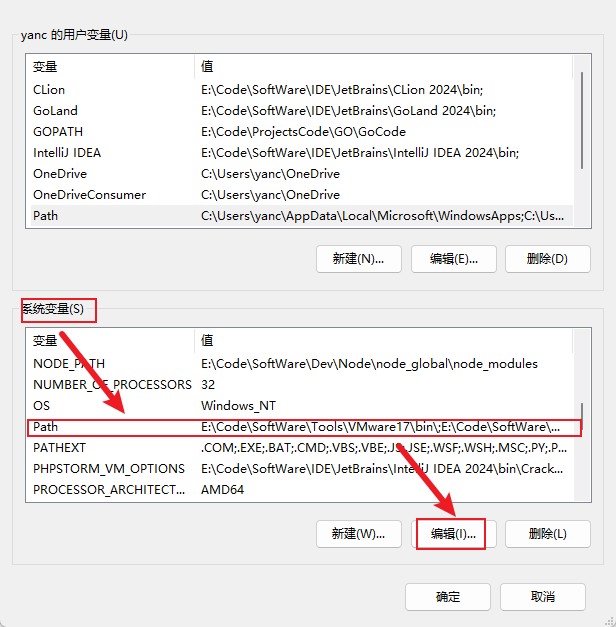 yanc 的用户变量(U)
变量 值
CLion E:\Code\SoftWare\IDE\JetBrains\CLion 2024\bin;
GoLand E:\Code\SoftWare\IDE\JetBrains\GoLand 2024\bin;
GOPATH E:\Code\ProjectsCode\GO\GoCode
IntelliJ IDEA E:\Code\SoftWare\IDE\JetBrains\IntelliJ IDEA 2024\bin;
OneDrive C:\Users\yanc\OneDrive
OneDriveConsumer C:\Users\yanc\OneDrive
Path C:\Users\yanc\AppData\Local\Microsoft\WindowsApps;C:\Us...
新建(N)... 编辑(E)... 删除(D)
系统变量(S)
变量 值
NODE_PATH E:\Code\SoftWare\Dev\Node\node_global\node_modules
NUMBER_OF_PROCESSORS 32
OS Windows_NT
Path E:\Code\SoftWare\Tools\VMware17\bin\;E:\Code\SoftWare\...
PATHEXT .COM;.EXE;.BAT;.CMD;.VBS;.VBE;.JS;.JSE;.WSF;.WSH;.MSC;.PY;.P...
PHPSTORM_VM_OPTIONS E:\Code\SoftWare\IDE\JetBrains\IntelliJ IDEA 2024\bin\Crack...
PROCESSOR_ARCHITECT... AMD64
新建(W)... 编辑(I)... 删除(L)
确定 取消